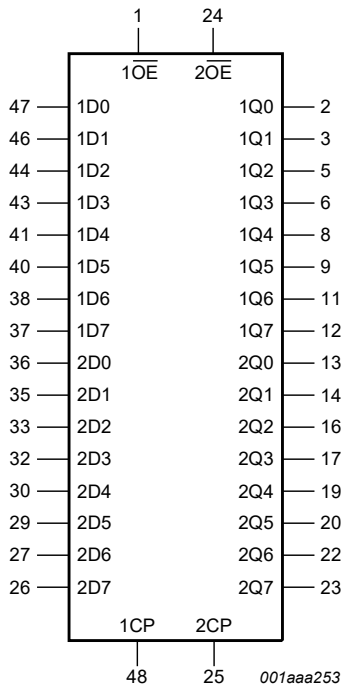 1 24
1OE 2OE
47 1D0 1Q0 2
46 1D1 1Q1 3
44 1D2 1Q2 5
43 1D3 1Q3 6
41 1D4 1Q4 8
40 1D5 1Q5 9
38 1D6 1Q6 11
37 1D7 1Q7 12
36 2D0 2Q0 13
35 2D1 2Q1 14
33 2D2 2Q2 16
32 2D3 2Q3 17
30 2D4 2Q4 19
29 2D5 2Q5 20
27 2D6 2Q6 22
26 2D7 2Q7 23
1CP 2CP
48 25 001aaa253